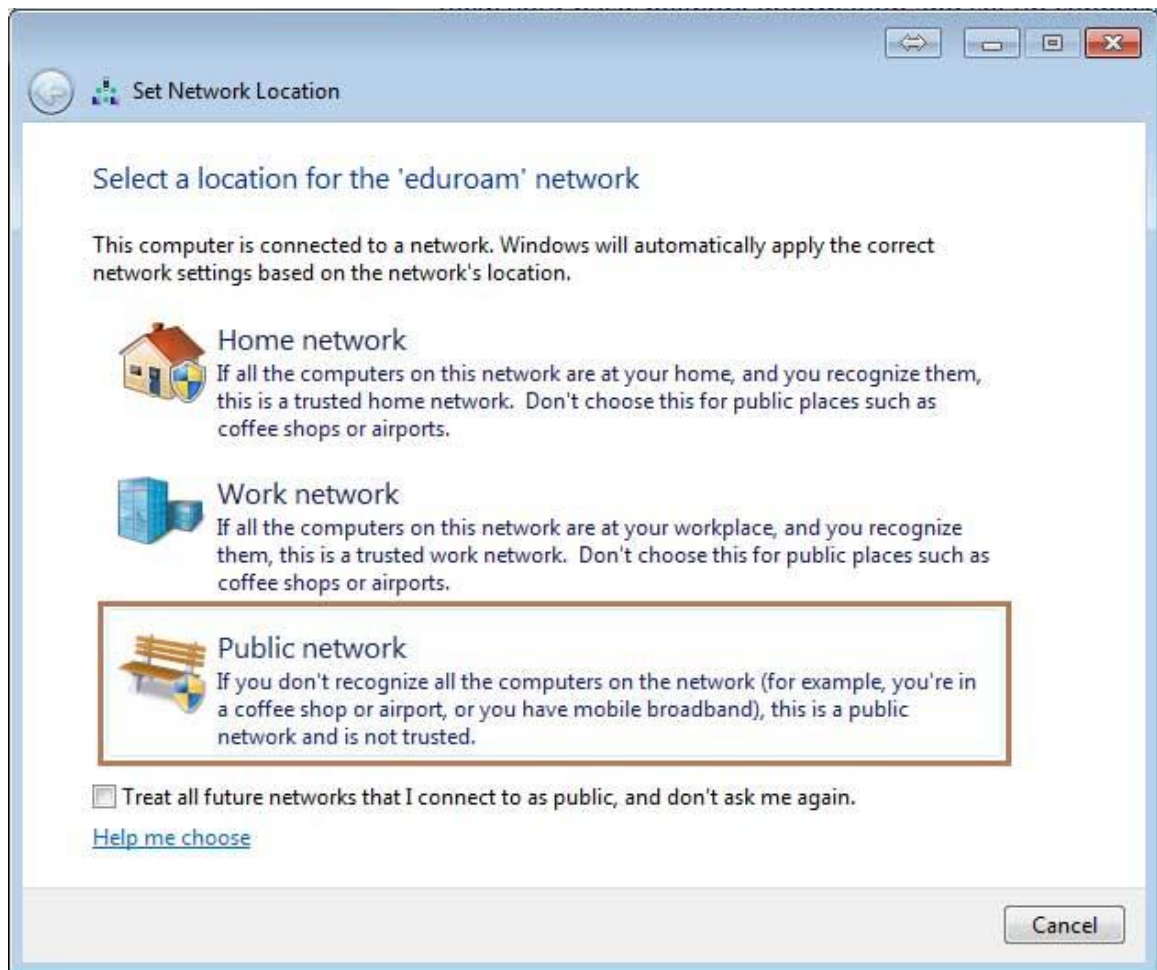 Set Network Location
Select a location for the 'eduroam' network
This computer is connected to a network. Windows will automatically apply the correct
network settings based on the network's location.
Home network
If all the computers on this network are at your home, and you recognize them,
this is a trusted home network.  Don't choose this for public places such as
coffee shops or airports.
Work network
If all the computers on this network are at your workplace, and you recognize
them, this is a trusted work network.  Don't choose this for public places such as
coffee shops or airports.
Public network
If you don't recognize all the computers on the network (for example, you're in
a coffee shop or airport, or you have mobile broadband), this is a public
network and is not trusted.
Treat all future networks that I connect to as public, and don't ask me again.
Help me choose
Cancel